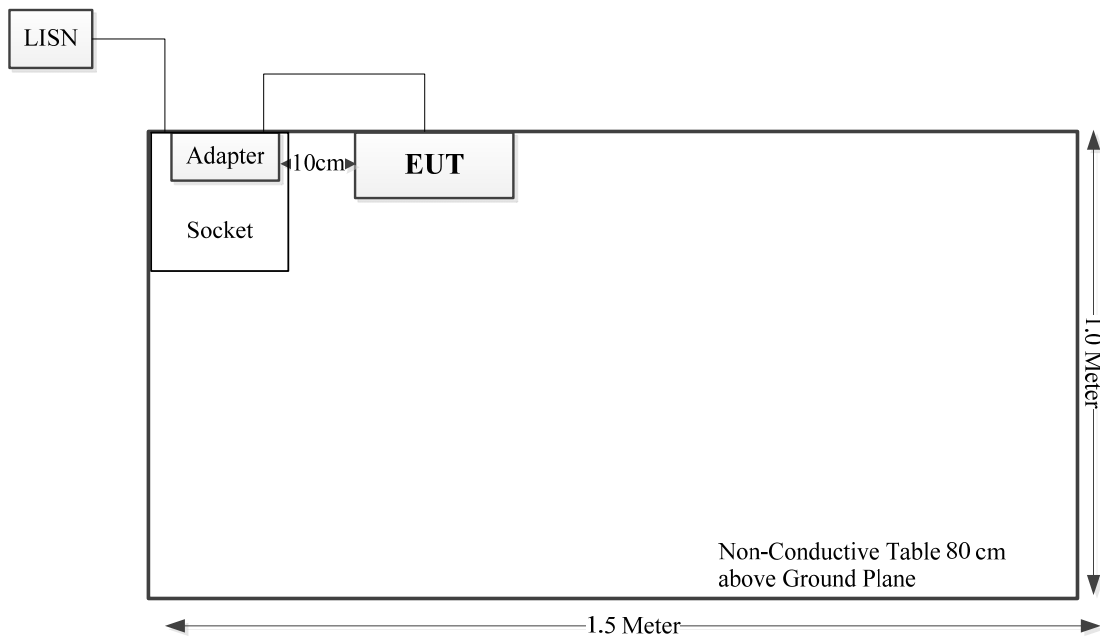 LISN
Adapter
10cm
EUT
Socket
1.0 Meter
Non-Conductive Table 80 cm
above Ground Plane
1.5 Meter